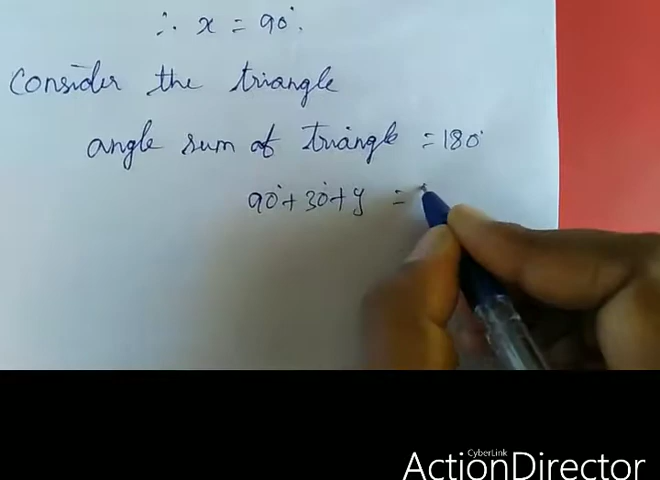 ∴ x = 90°.
Consider the triangle
angle sum of triangle = 180°
90° + 30° + y =
CyberLink
ActionDirector